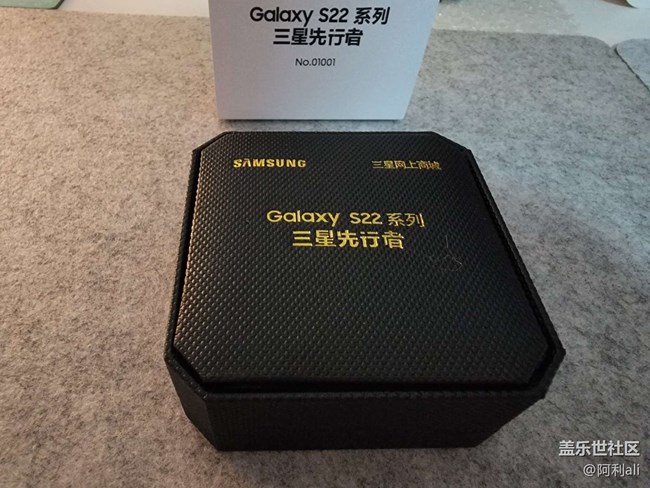 Galaxy S22 系列
三星先行者
No.01001
SAMSUNG
三星网上商城
Galaxy S22 系列
三星先行者
盖乐世社区
@阿利ali